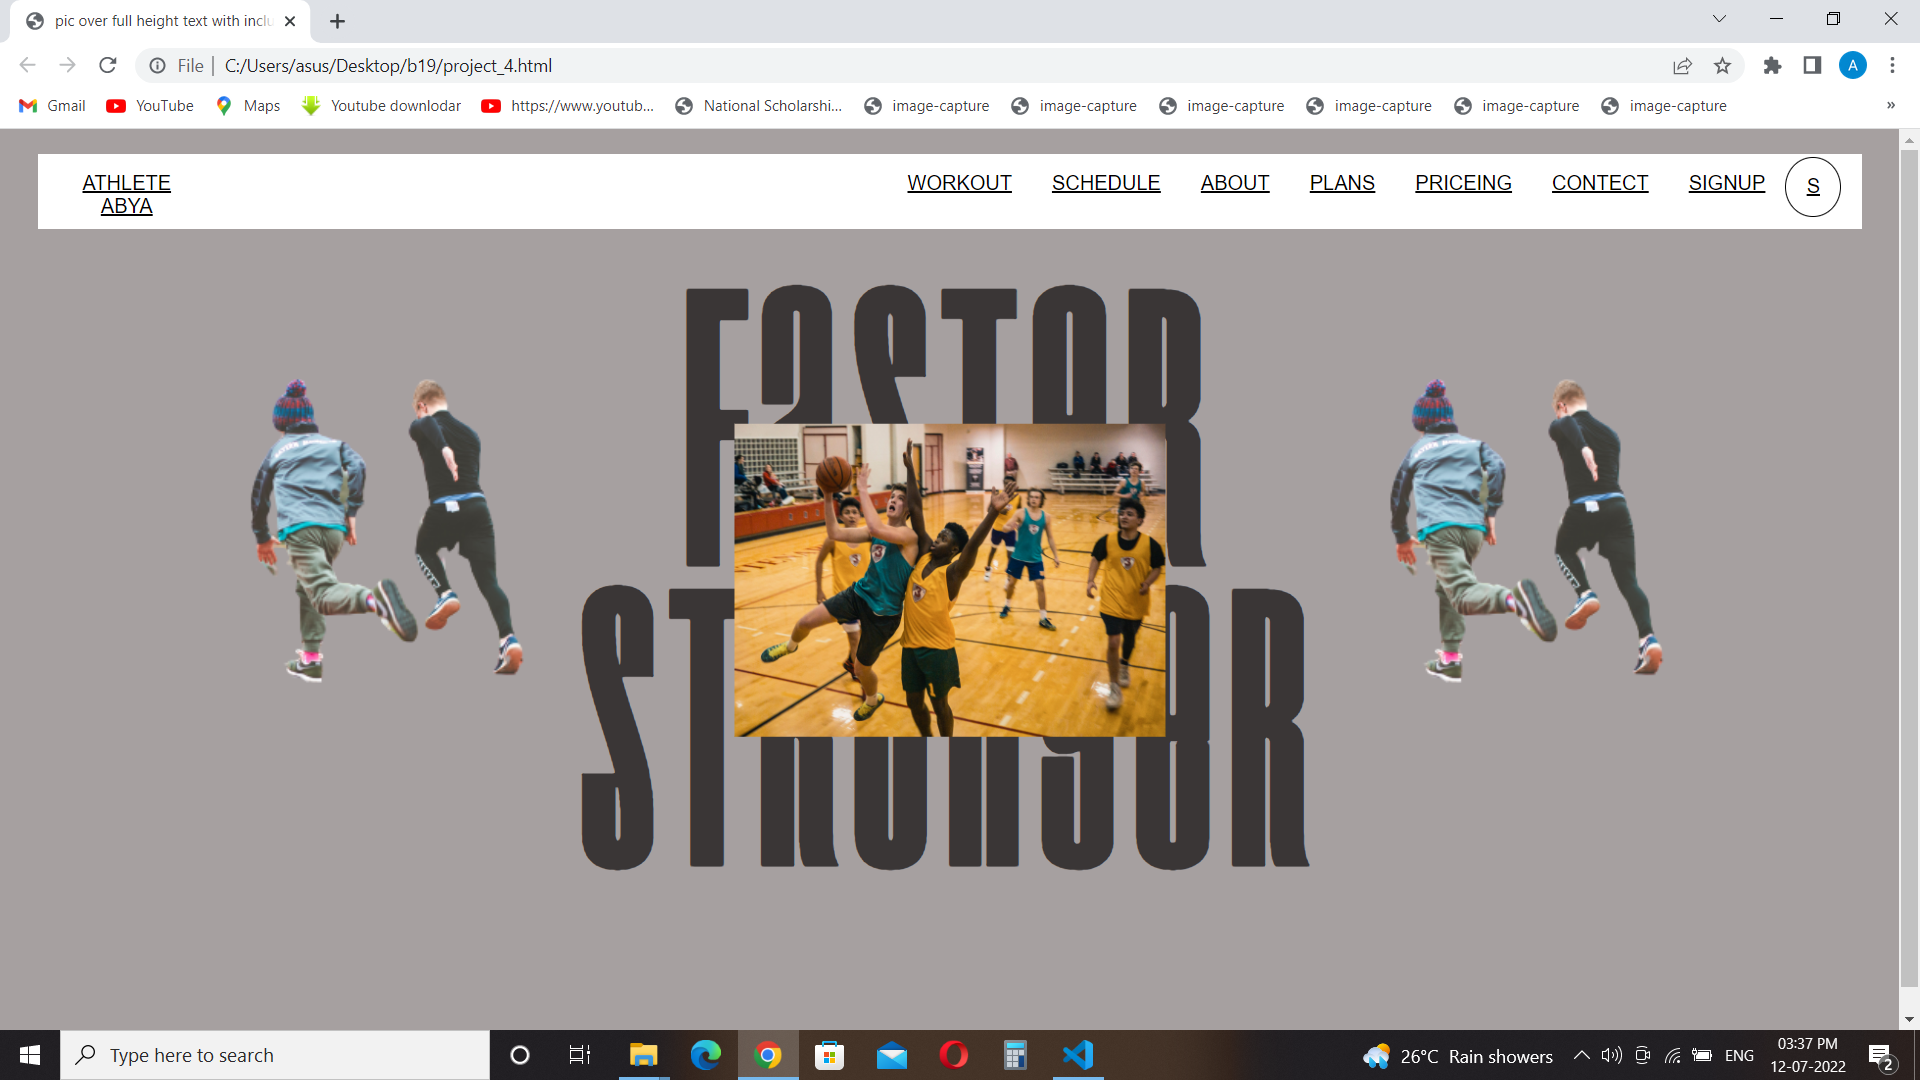 pic over full height text with inclu
File | C:/Users/asus/Desktop/b19/project_4.html
A
Gmail YouTube Maps Youtube downlodar https://www.youtub... National Scholarshi... image-capture image-capture image-capture image-capture image-capture image-capture »
ATHLETE
ABYA
WORKOUT SCHEDULE ABOUT PLANS PRICEING CONTECT SIGNUP S
FaSTOR
STRONgeR
Type here to search
26°C Rain showers
ENG
03:37 PM
12-07-2022
2